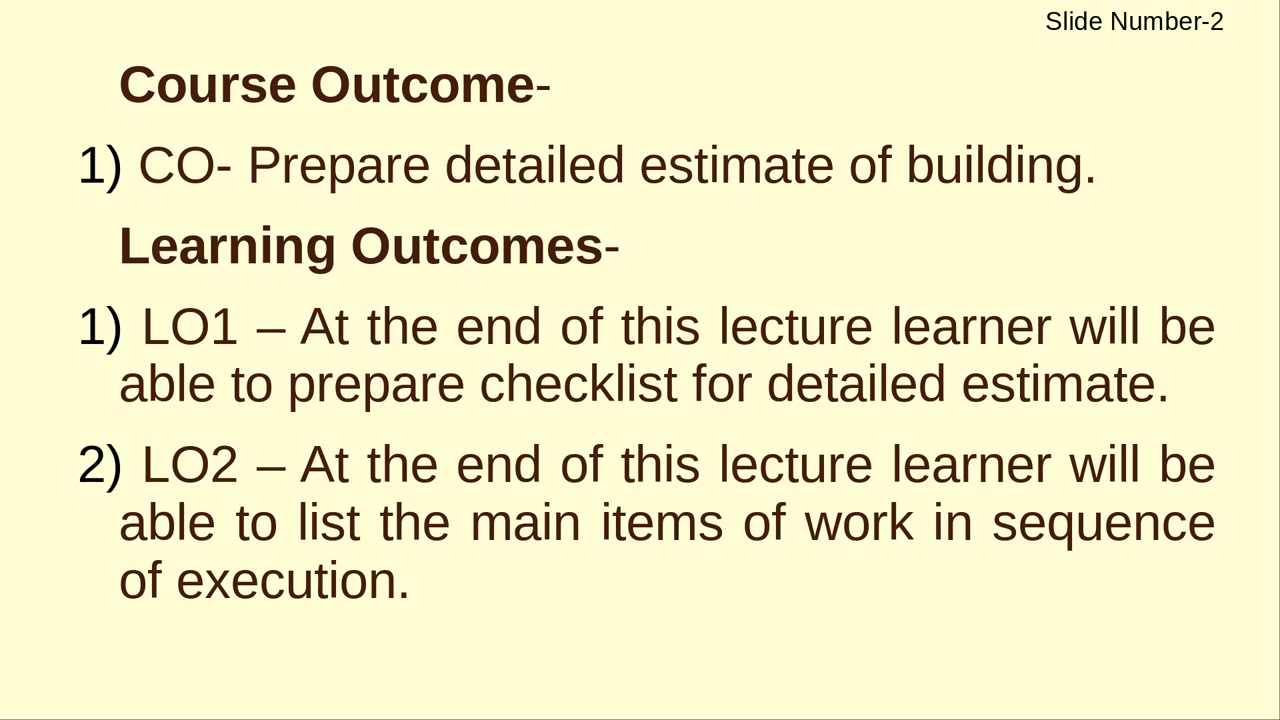 Slide Number-2
Course Outcome-
1) CO- Prepare detailed estimate of building.
Learning Outcomes-
1) LO1 – At the end of this lecture learner will be
able to prepare checklist for detailed estimate.
2) LO2 – At the end of this lecture learner will be
able to list the main items of work in sequence
of execution.